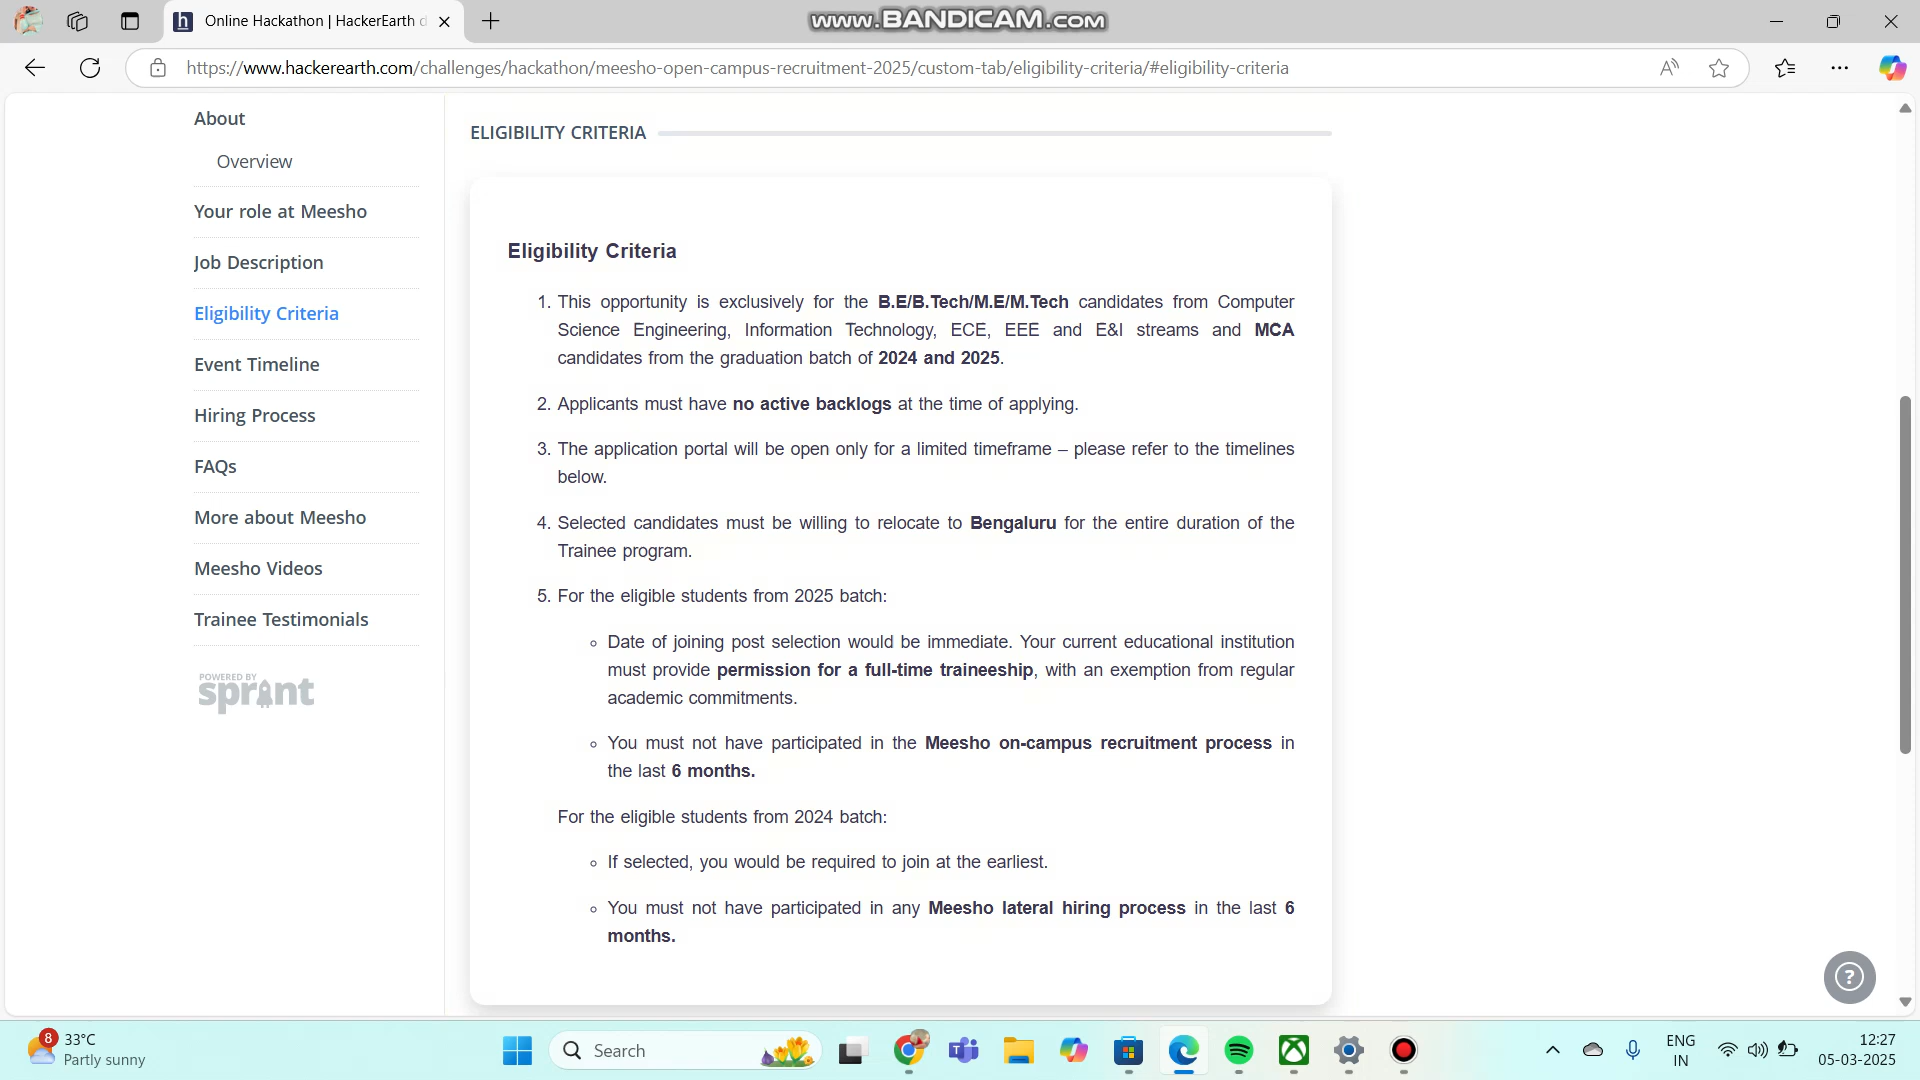 Online Hackathon | HackerEarth d
www.BANDICAM.com
https://www.hackerearth.com/challenges/hackathon/meesho-open-campus-recruitment-2025/custom-tab/eligibility-criteria/#eligibility-criteria
About
Overview
Your role at Meesho
Job Description
Eligibility Criteria
Event Timeline
Hiring Process
FAQs
More about Meesho
Meesho Videos
Trainee Testimonials
POWERED BY
sprint
ELIGIBILITY CRITERIA
Eligibility Criteria
1. This opportunity is exclusively for the B.E/B.Tech/M.E/M.Tech candidates from Computer
Science Engineering, Information Technology, ECE, EEE and E&I streams and MCA
candidates from the graduation batch of 2024 and 2025.
2. Applicants must have no active backlogs at the time of applying.
3. The application portal will be open only for a limited timeframe – please refer to the timelines
below.
4. Selected candidates must be willing to relocate to Bengaluru for the entire duration of the
Trainee program.
5. For the eligible students from 2025 batch:
Date of joining post selection would be immediate. Your current educational institution
must provide permission for a full-time traineeship, with an exemption from regular
academic commitments.
You must not have participated in the Meesho on-campus recruitment process in
the last 6 months.
For the eligible students from 2024 batch:
If selected, you would be required to join at the earliest.
You must not have participated in any Meesho lateral hiring process in the last 6
months.
?
8
33°C
Partly sunny
Search
ENG
IN
12:27
05-03-2025